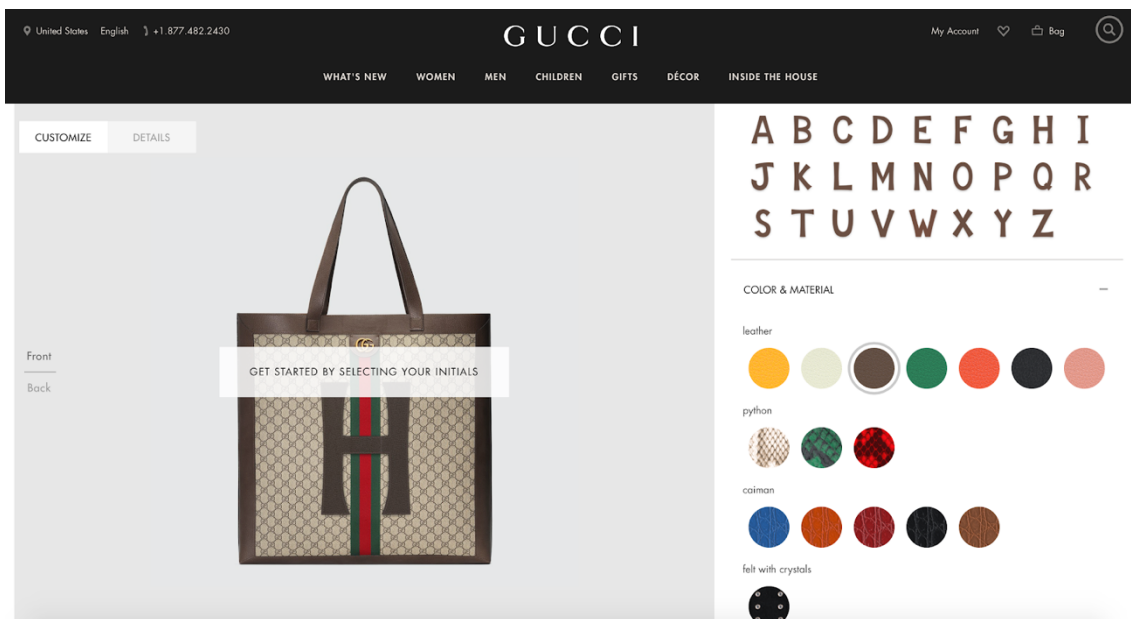 United States English +1.877.482.2430
GUCCI
My Account Bag
WHAT'S NEW WOMEN MEN CHILDREN GIFTS DÉCOR INSIDE THE HOUSE
CUSTOMIZE DETAILS
Front
Back
GG
GET STARTED BY SELECTING YOUR INITIALS
H
A B C D E F G H I
J K L M N O P Q R
S T U V W X Y Z
COLOR & MATERIAL
leather
python
caiman
felt with crystals